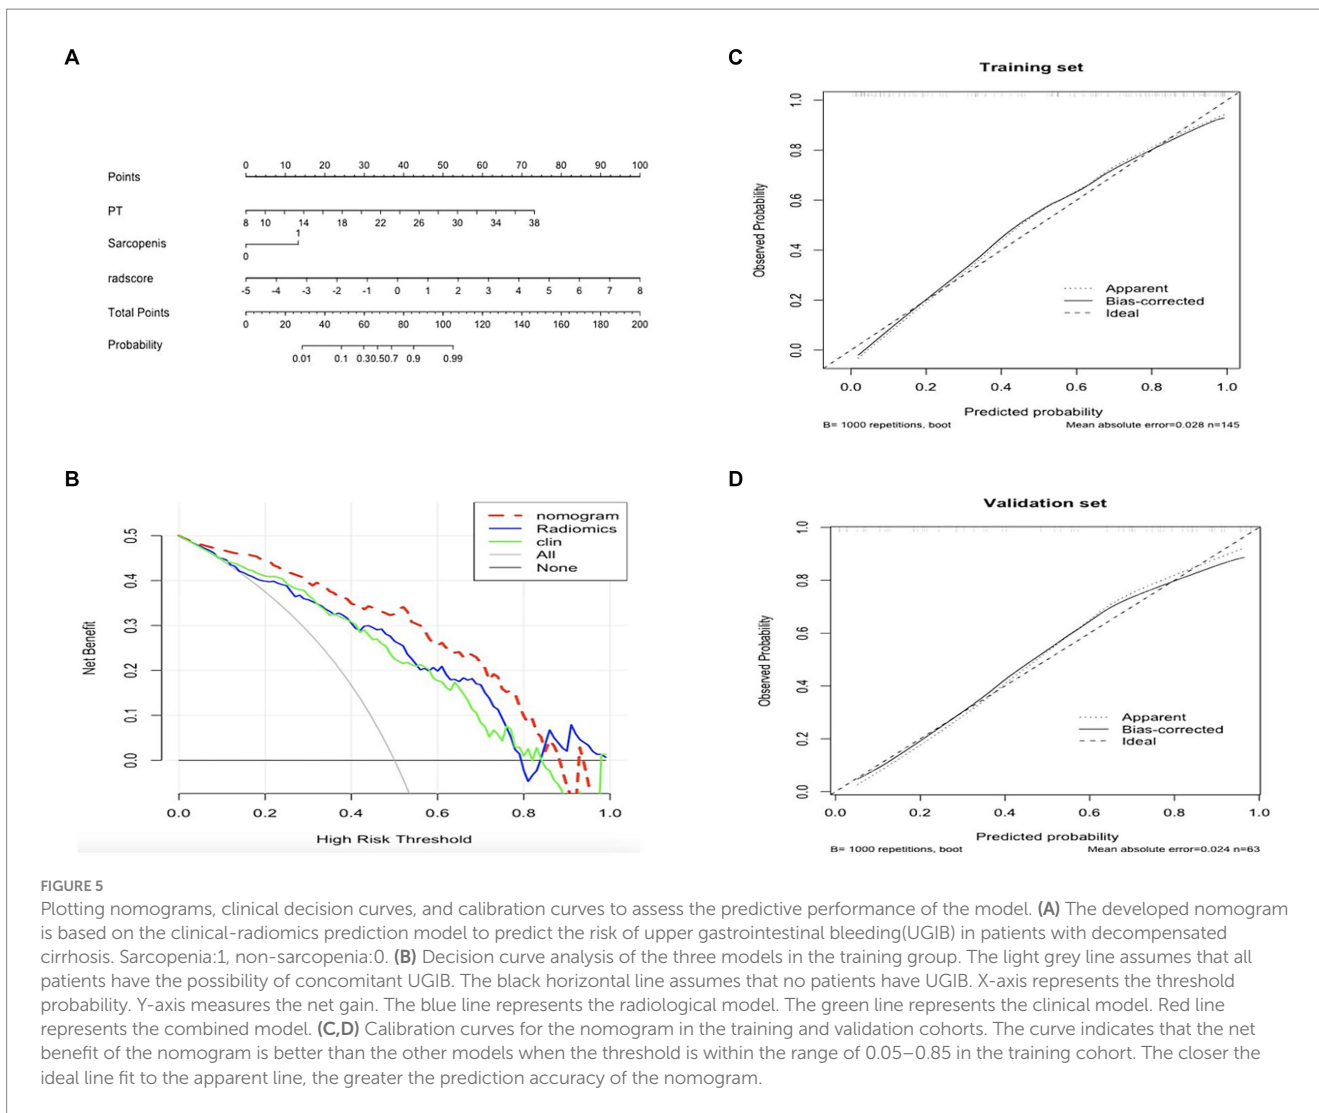 A
Points
0 10 20 30 40 50 60 70 80 90 100
PT
8 10 14 18 22 26 30 34 38
12 16 20 24 28 32 36
Sarcopenis
1
0
radscore
-5 -4 -3 -2 -1 0 1 2 3 4 5 6 7 8
Total Points
0 20 40 60 80 100 120 140 160 180 200
Probability
0.01 0.1 0.30.50.7 0.9 0.99
B
nomogram
Radiomics
clin
All
None
Net Benefit
0.5
0.4
0.3
0.2
0.1
0.0
0.0 0.2 0.4 0.6 0.8 1.0
High Risk Threshold
C
Training set
Observed Probability
1.0
0.8
0.6
0.4
0.2
0.0
Apparent
Bias-corrected
Ideal
0.0 0.2 0.4 0.6 0.8 1.0
Predicted probability
B= 1000 repetitions, boot Mean absolute error=0.028 n=145
D
Validation set
Observed Probability
1.0
0.8
0.6
0.4
0.2
0.0
Apparent
Bias-corrected
Ideal
0.0 0.2 0.4 0.6 0.8 1.0
Predicted probability
B= 1000 repetitions, boot Mean absolute error=0.024 n=63
FIGURE 5
Plotting nomograms, clinical decision curves, and calibration curves to assess the predictive performance of the model. (A) The developed nomogram
is based on the clinical-radiomics prediction model to predict the risk of upper gastrointestinal bleeding(UGIB) in patients with decompensated
cirrhosis. Sarcopenia:1, non-sarcopenia:0. (B) Decision curve analysis of the three models in the training group. The light grey line assumes that all
patients have the possibility of concomitant UGIB. The black horizontal line assumes that no patients have UGIB. X-axis represents the threshold
probability. Y-axis measures the net gain. The blue line represents the radiological model. The green line represents the clinical model. Red line
represents the combined model. (C,D) Calibration curves for the nomogram in the training and validation cohorts. The curve indicates that the net
benefit of the nomogram is better than the other models when the threshold is within the range of 0.05–0.85 in the training cohort. The closer the
ideal line fit to the apparent line, the greater the prediction accuracy of the nomogram.